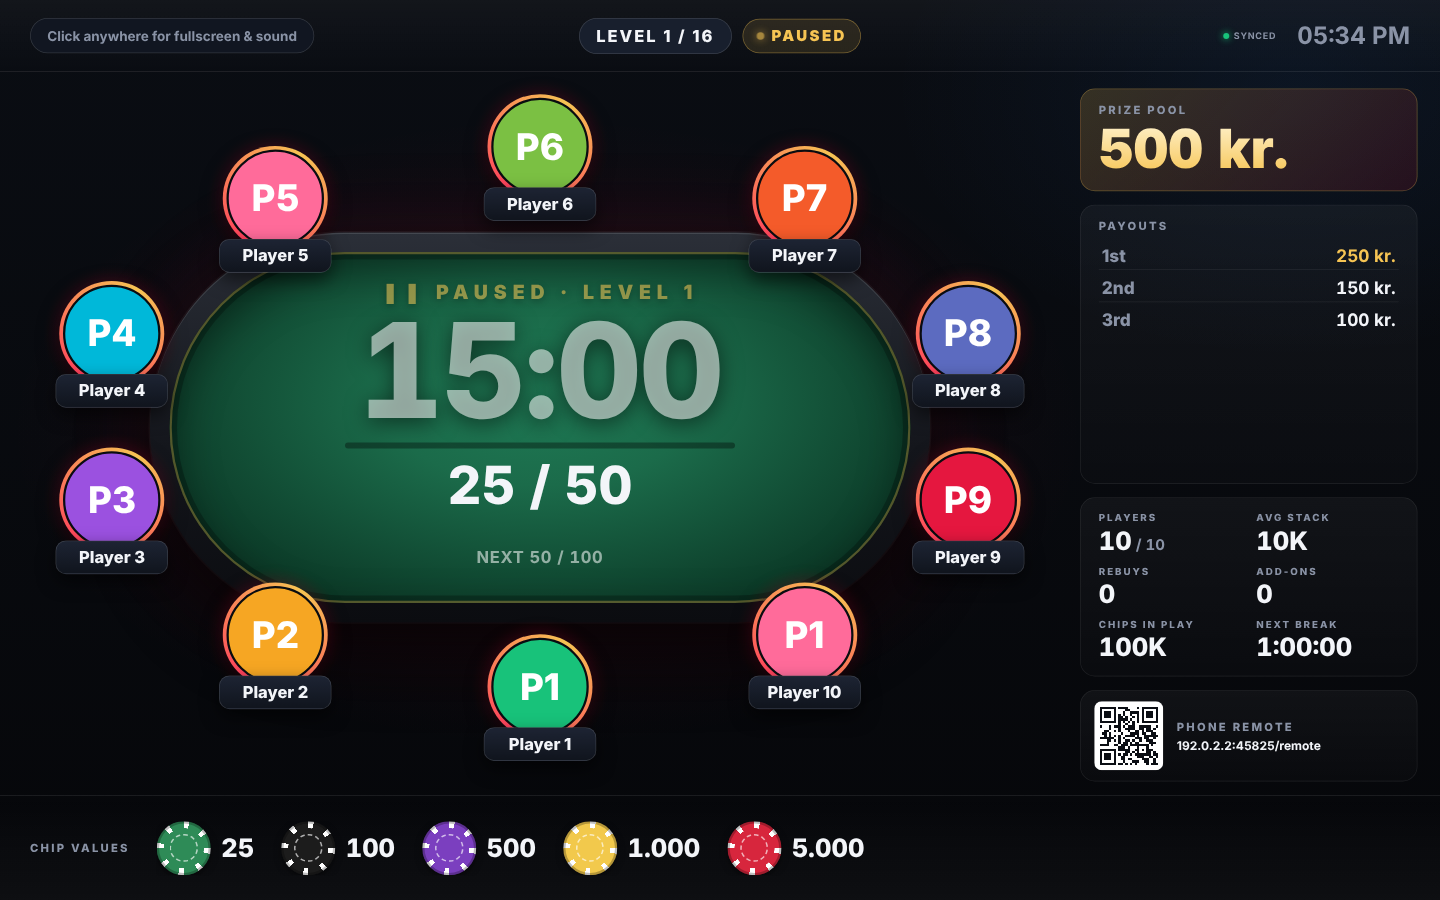 Click anywhere for fullscreen & sound
LEVEL 1 / 16
PAUSED
SYNCED
05:34 PM
P6
Player 6
P5
Player 5
P7
Player 7
P4
Player 4
P8
Player 8
P3
Player 3
P9
Player 9
P2
Player 2
P1
Player 10
P1
Player 1
PAUSED · LEVEL 1
15:00
25 / 50
NEXT 50 / 100
PRIZE POOL
500 kr.
PAYOUTS
1st 250 kr.
2nd 150 kr.
3rd 100 kr.
PLAYERS AVG STACK
10 / 10 10K
REBUYS ADD-ONS
0 0
CHIPS IN PLAY NEXT BREAK
100K 1:00:00
PHONE REMOTE
192.0.2.2:45825/remote
CHIP VALUES 25 100 500 1.000 5.000